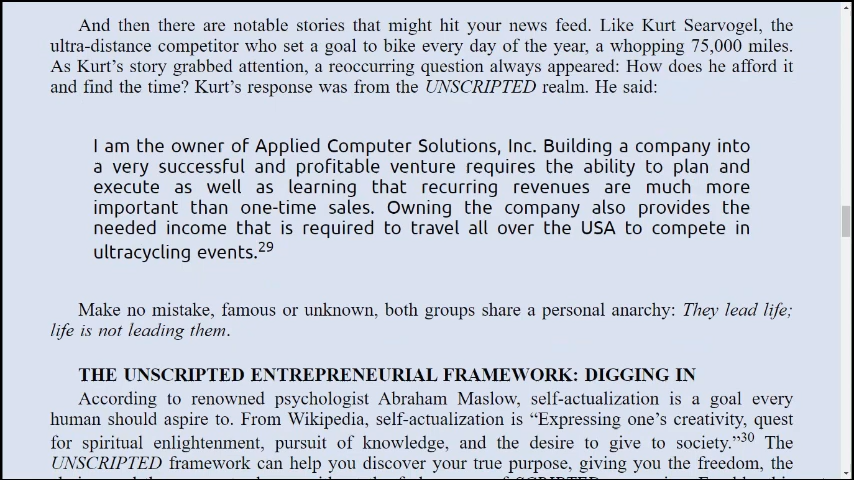 And then there are notable stories that might hit your news feed. Like Kurt Searvogel, the
ultra-distance competitor who set a goal to bike every day of the year, a whopping 75,000 miles.
As Kurt’s story grabbed attention, a reoccurring question always appeared: How does he afford it
and find the time? Kurt’s response was from the UNSCRIPTED realm. He said:
I am the owner of Applied Computer Solutions, Inc. Building a company into
a very successful and profitable venture requires the ability to plan and
execute as well as learning that recurring revenues are much more
important than one-time sales. Owning the company also provides the
needed income that is required to travel all over the USA to compete in
ultracycling events.29
Make no mistake, famous or unknown, both groups share a personal anarchy: They lead life;
life is not leading them.
THE UNSCRIPTED ENTREPRENEURIAL FRAMEWORK: DIGGING IN
According to renowned psychologist Abraham Maslow, self-actualization is a goal every
human should aspire to. From Wikipedia, self-actualization is “Expressing one’s creativity, quest
for spiritual enlightenment, pursuit of knowledge, and the desire to give to society.”30 The
UNSCRIPTED framework can help you discover your true purpose, giving you the freedom, the